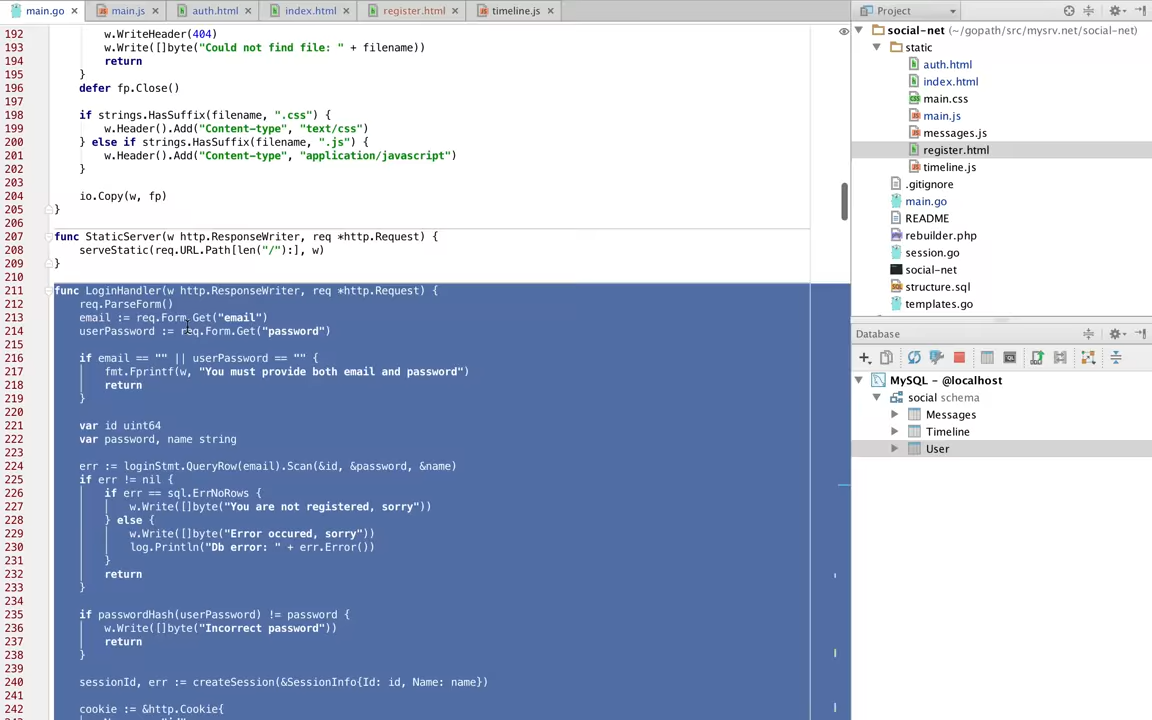 main.go
main.js
auth.html
index.html
register.html
timeline.js
192 w.WriteHeader(404)
193 w.Write([]byte("Could not find file: " + filename))
194 return
195 }
196 defer fp.Close()
197
198 if strings.HasSuffix(filename, ".css") {
199 w.Header().Add("Content-type", "text/css")
200 } else if strings.HasSuffix(filename, ".js") {
201 w.Header().Add("Content-type", "application/javascript")
202 }
203
204 io.Copy(w, fp)
205 }
206
207 func StaticServer(w http.ResponseWriter, req *http.Request) {
208 serveStatic(req.URL.Path[len("/"):], w)
209 }
210
211 func LoginHandler(w http.ResponseWriter, req *http.Request) {
212 req.ParseForm()
213 email := req.Form.Get("email")
214 userPassword := req.Form.Get("password")
215
216 if email == "" || userPassword == "" {
217 fmt.Fprintf(w, "You must provide both email and password")
218 return
219 }
220
221 var id uint64
222 var password, name string
223
224 err := loginStmt.QueryRow(email).Scan(&id, &password, &name)
225 if err != nil {
226 if err == sql.ErrNoRows {
227 w.Write([]byte("You are not registered, sorry"))
228 } else {
229 w.Write([]byte("Error occured, sorry"))
230 log.Println("Db error: " + err.Error())
231 }
232 return
233 }
234
235 if passwordHash(userPassword) != password {
236 w.Write([]byte("Incorrect password"))
237 return
238 }
239
240 sessionId, err := createSession(&SessionInfo{Id: id, Name: name})
241
242 cookie := &http.Cookie{
Project
social-net (~/gopath/src/mysrv.net/social-net)
static
auth.html
index.html
main.css
main.js
messages.js
register.html
timeline.js
.gitignore
main.go
README
rebuilder.php
session.go
social-net
structure.sql
templates.go
Database
MySQL - @localhost
social schema
Messages
Timeline
User